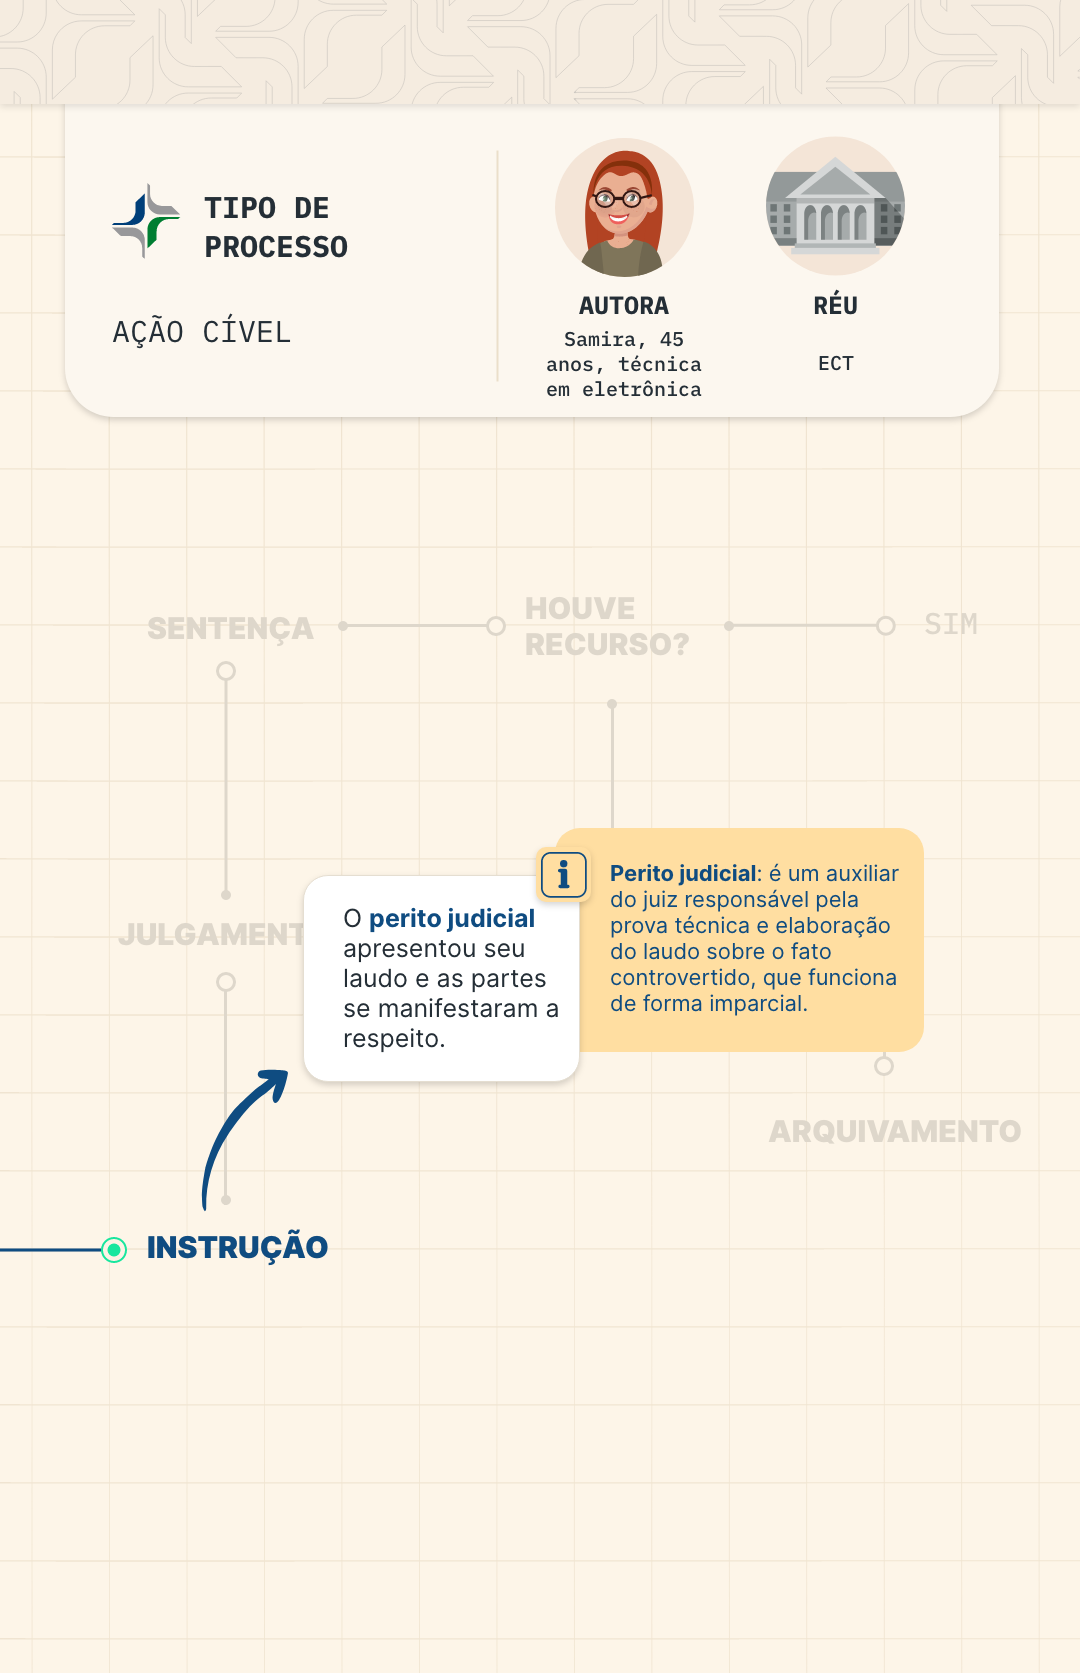 TIPO DE
PROCESSO
AÇÃO CÍVEL
AUTORA
Samira, 45
anos, técnica
em eletrônica
RÉU
ECT
SENTENÇA
HOUVE
RECURSO?
SIM
JULGAMENT
O perito judicial
apresentou seu
laudo e as partes
se manifestaram a
respeito.
i
Perito judicial: é um auxiliar
do juiz responsável pela
prova técnica e elaboração
do laudo sobre o fato
controvertido, que funciona
de forma imparcial.
ARQUIVAMENTO
INSTRUÇÃO